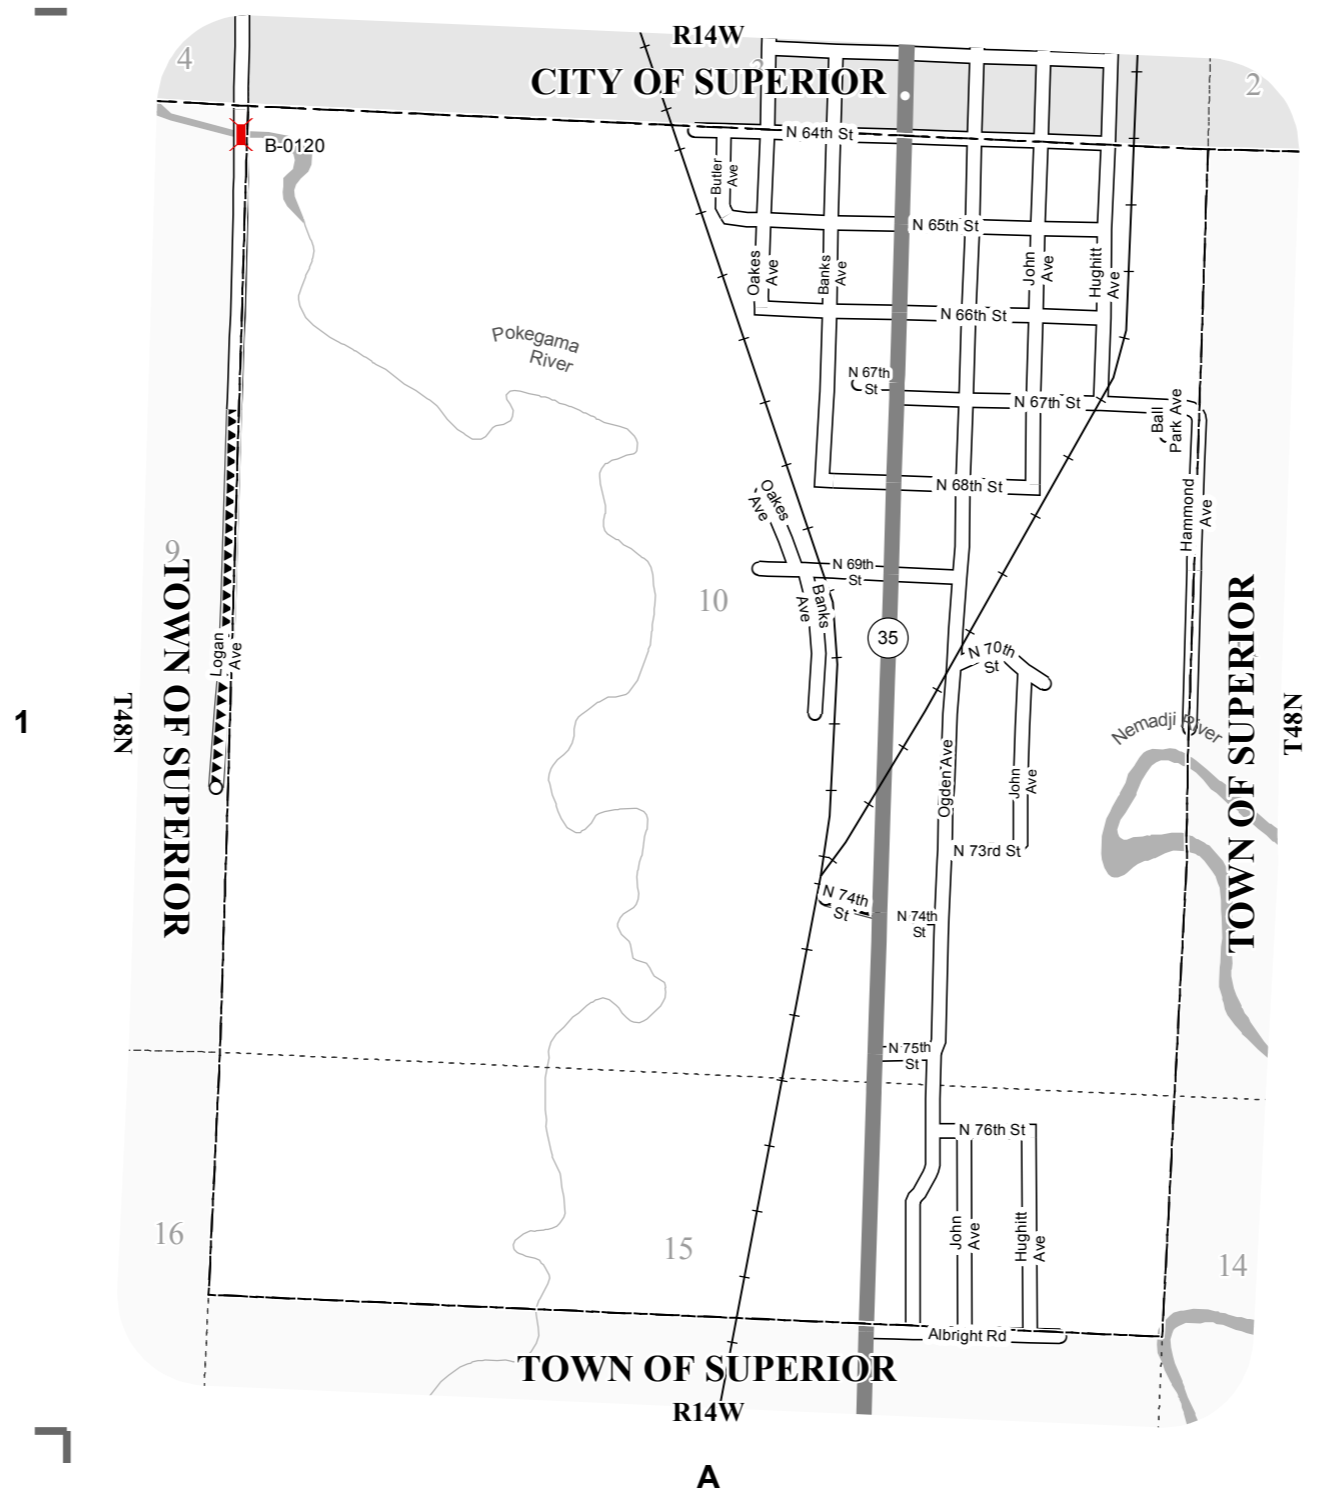 R14W
4
3
2
CITY OF SUPERIOR
B-0120
N 64th St
Butler
Ave
N 65th St
Oakes
Ave
Banks
Ave
John
Ave
Hughitt
Ave
N 66th St
Pokegama
River
N 67th
St
N 67th St
Ball
Park Ave
N 68th St
Oakes
Ave
Hammond
Ave
9
N 69th
St
10
Banks
Ave
35
Logan
Ave
N 70th
St
TOWN OF SUPERIOR
TOWN OF SUPERIOR
T48N
T48N
1
Nemadji River
Ogden Ave
John
Ave
N 73rd St
N 74th
St
N 74th
St
N 75th
St
N 76th St
16
15
14
John
Ave
Hughitt
Ave
Albright Rd
TOWN OF SUPERIOR
R14W
A